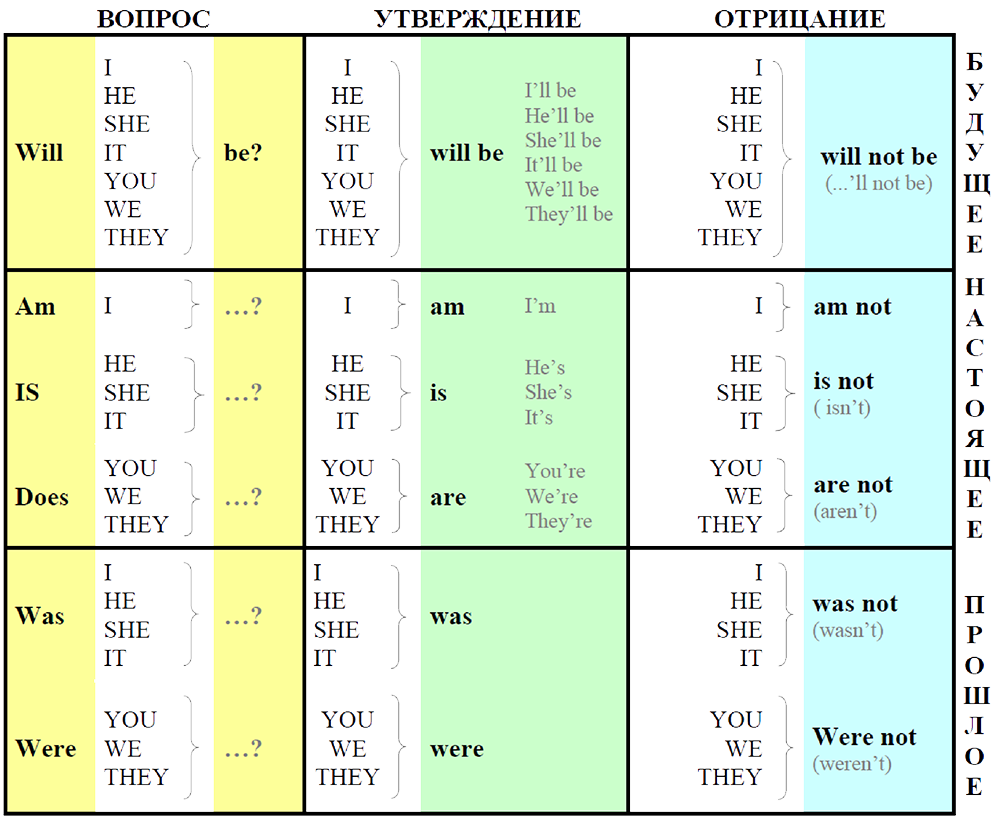 ВОПРОС УТВЕРЖДЕНИЕ ОТРИЦАНИЕ
Will
I
HE
SHE
IT
YOU
WE
THEY
be?
I
HE
SHE
IT
YOU
WE
THEY
will be
I’ll be
He’ll be
She’ll be
It’ll be
We’ll be
They’ll be
I
HE
SHE
IT
YOU
WE
THEY
will not be
(...’ll not be)
БУДУЩЕЕ
Am
I
...?
I
am
I’m
I
am not
IS
HE
SHE
IT
...?
HE
SHE
IT
is
He’s
She’s
It’s
HE
SHE
IT
is not
( isn’t)
Does
YOU
WE
THEY
...?
YOU
WE
THEY
are
You’re
We’re
They’re
YOU
WE
THEY
are not
(aren’t)
НАСТОЯЩЕЕ
Was
I
HE
SHE
IT
...?
I
HE
SHE
IT
was
I
HE
SHE
IT
was not
(wasn’t)
Were
YOU
WE
THEY
...?
YOU
WE
THEY
were
YOU
WE
THEY
Were not
(weren’t)
ПРОШЛОЕ